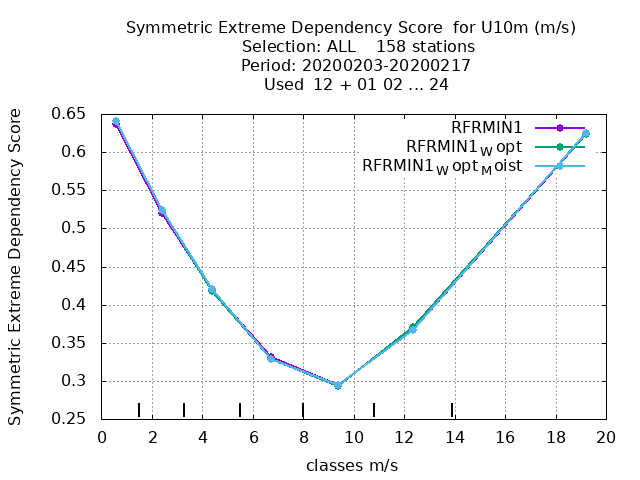 Symmetric Extreme Dependency Score for U10m (m/s)
Selection: ALL 158 stations
Period: 20200203-20200217
Used 12 + 01 02 ... 24
Symmetric Extreme Dependency Score
0.65
0.6
0.55
0.5
0.45
0.4
0.35
0.3
0.25
RFRMIN1
RFRMIN1Wopt
RFRMIN1WoptMoist
0 2 4 6 8 10 12 14 16 18 20
classes m/s